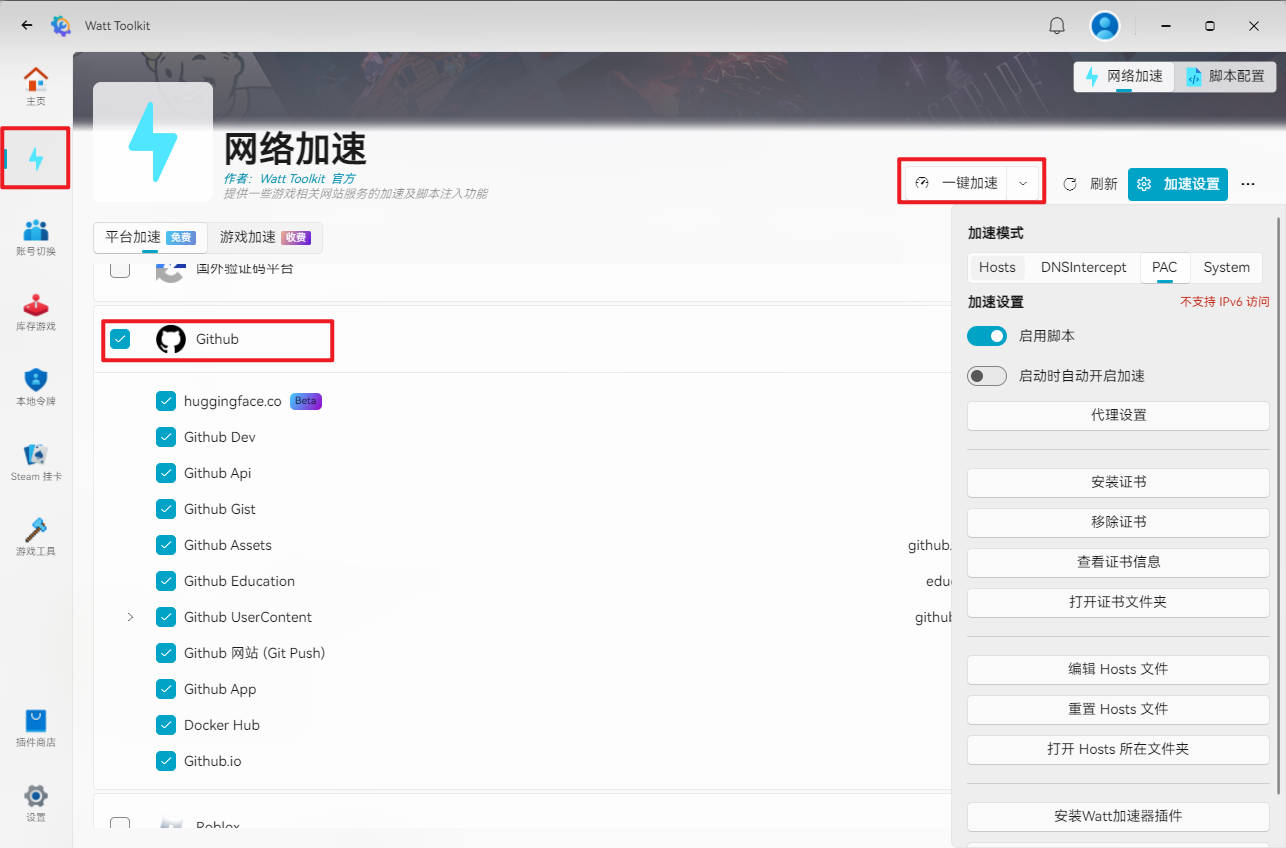 Watt Toolkit
主页
账号切换
库存游戏
本地令牌
Steam 挂卡
游戏工具
插件商店
设置
网络加速
脚本配置
网络加速
作者： Watt Toolkit 官方
提供一些游戏相关网站服务的加速及脚本注入功能
一键加速
刷新
加速设置
平台加速 免费
游戏加速 收费
国外验证码平台
Github
huggingface.co Beta
Github Dev
Github Api
Github Gist
Github Assets
github.
Github Education
edu
Github UserContent
github
Github 网站 (Git Push)
Github App
Docker Hub
Github.io
Roblox
加速模式
Hosts
DNSIntercept
PAC
System
加速设置
不支持 IPv6 访问
启用脚本
启动时自动开启加速
代理设置
安装证书
移除证书
查看证书信息
打开证书文件夹
编辑 Hosts 文件
重置 Hosts 文件
打开 Hosts 所在文件夹
安装Watt加速器插件